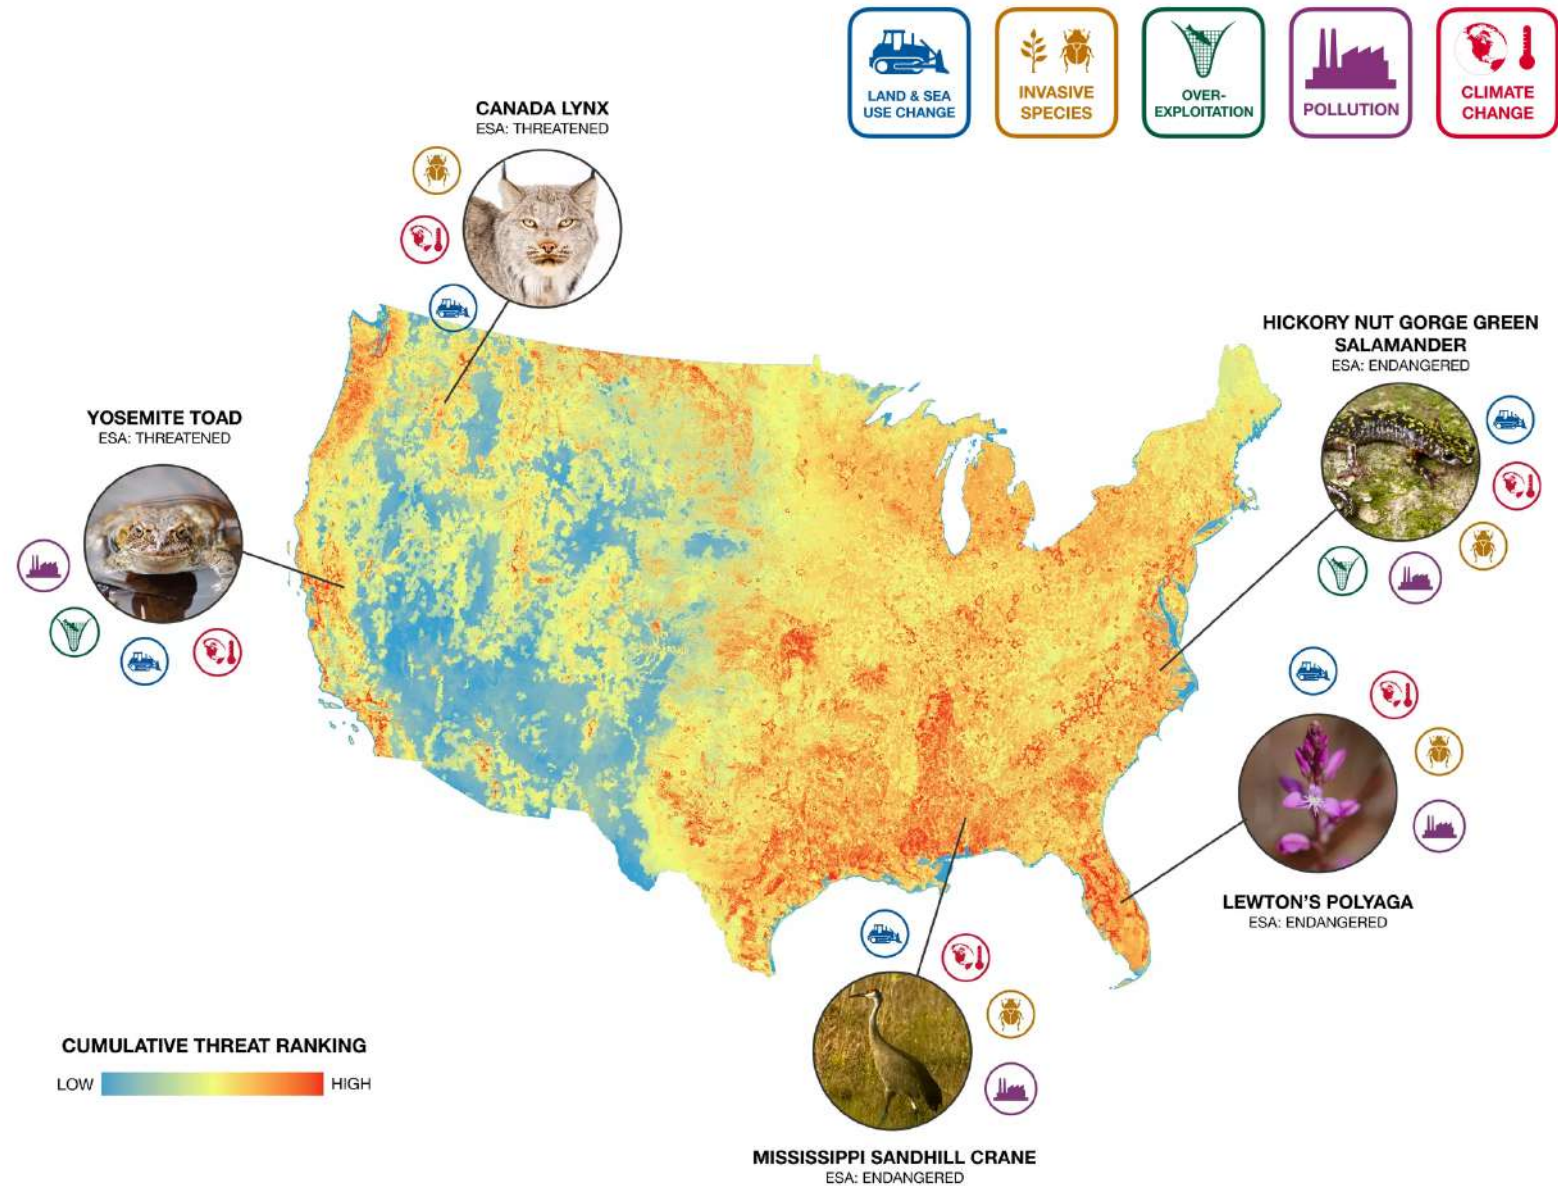 LAND & SEA
USE CHANGE
INVASIVE
SPECIES
OVER-
EXPLOITATION
POLLUTION
CLIMATE
CHANGE
CANADA LYNX
ESA: THREATENED
HICKORY NUT GORGE GREEN
SALAMANDER
ESA: ENDANGERED
YOSEMITE TOAD
ESA: THREATENED
LEWTON'S POLYAGA
ESA: ENDANGERED
CUMULATIVE THREAT RANKING
LOW
HIGH
MISSISSIPPI SANDHILL CRANE
ESA: ENDANGERED